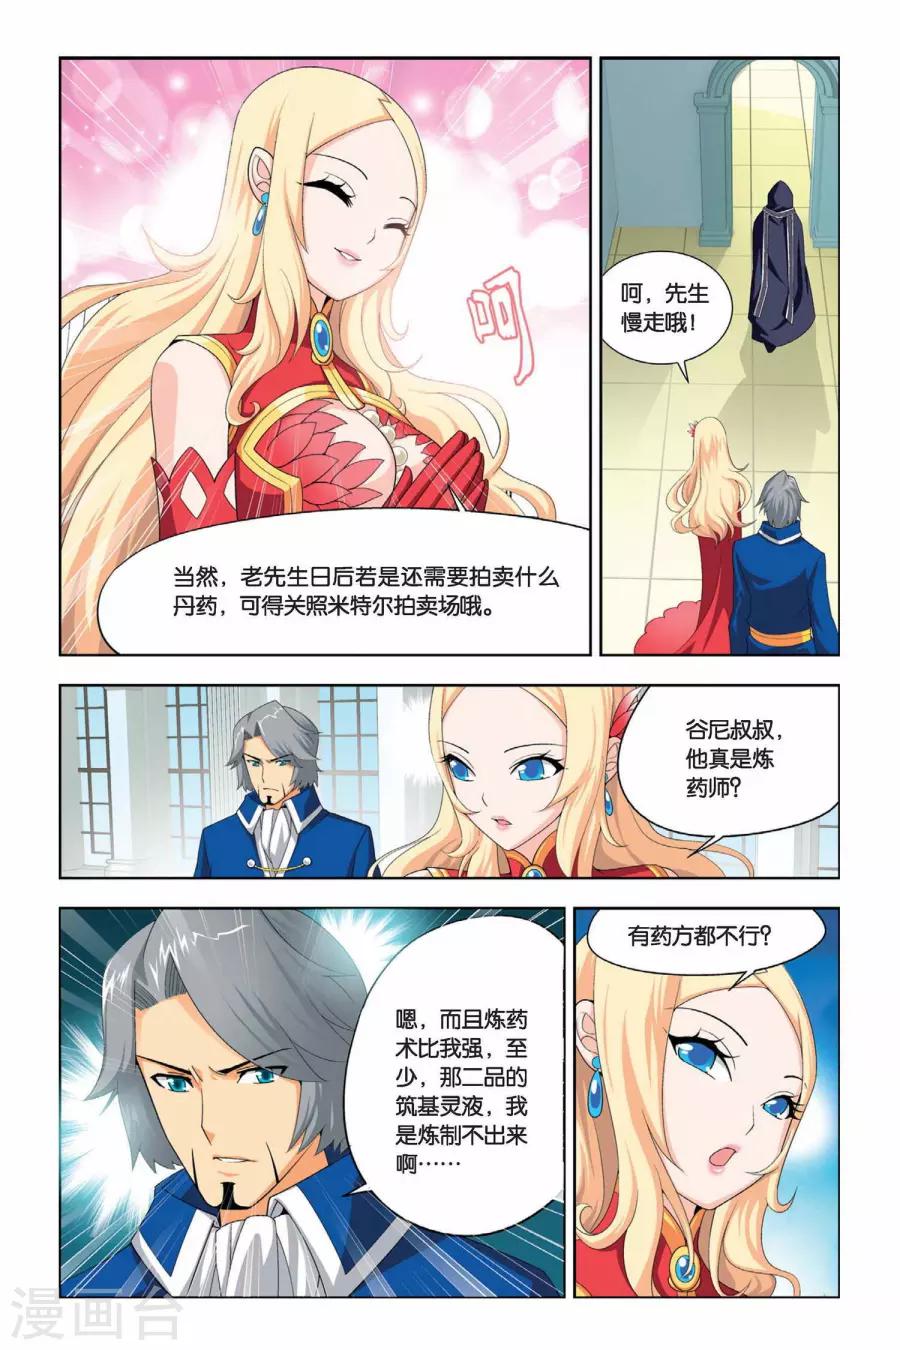 呵
当然，老先生日后若是还需要拍卖什么
丹药，可得关照米特尔拍卖场哦。
呵，先生
慢走哦！
谷尼叔叔，
他真是炼
药师？
嗯，而且炼药
术比我强，至
少，那二品的
筑基灵液，我
是炼制不出来
啊……
有药方都不行？
漫画台